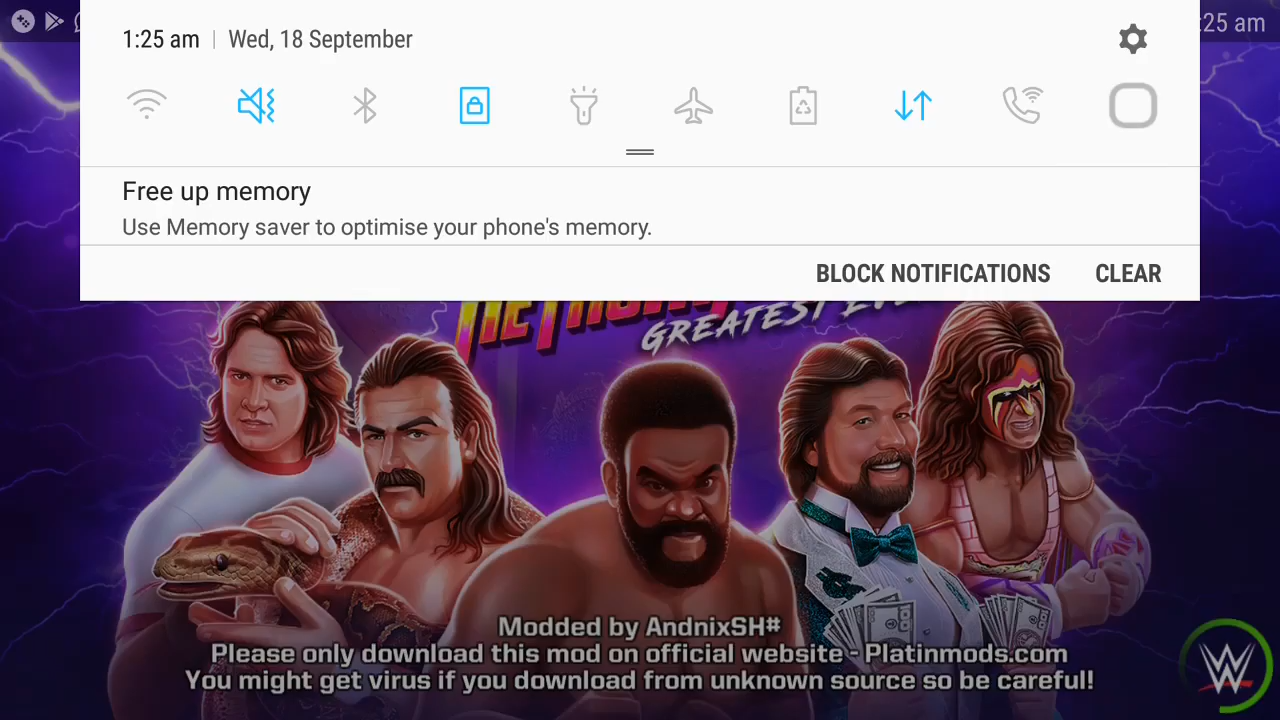 1:25 am | Wed, 18 September
:25 am
Free up memory
Use Memory saver to optimise your phone's memory.
BLOCK NOTIFICATIONS CLEAR
GREATEST
Modded by AndnixSH#
Please only download this mod on official website - Platinmods.com
You might get virus if you download from unknown source so be careful!
W